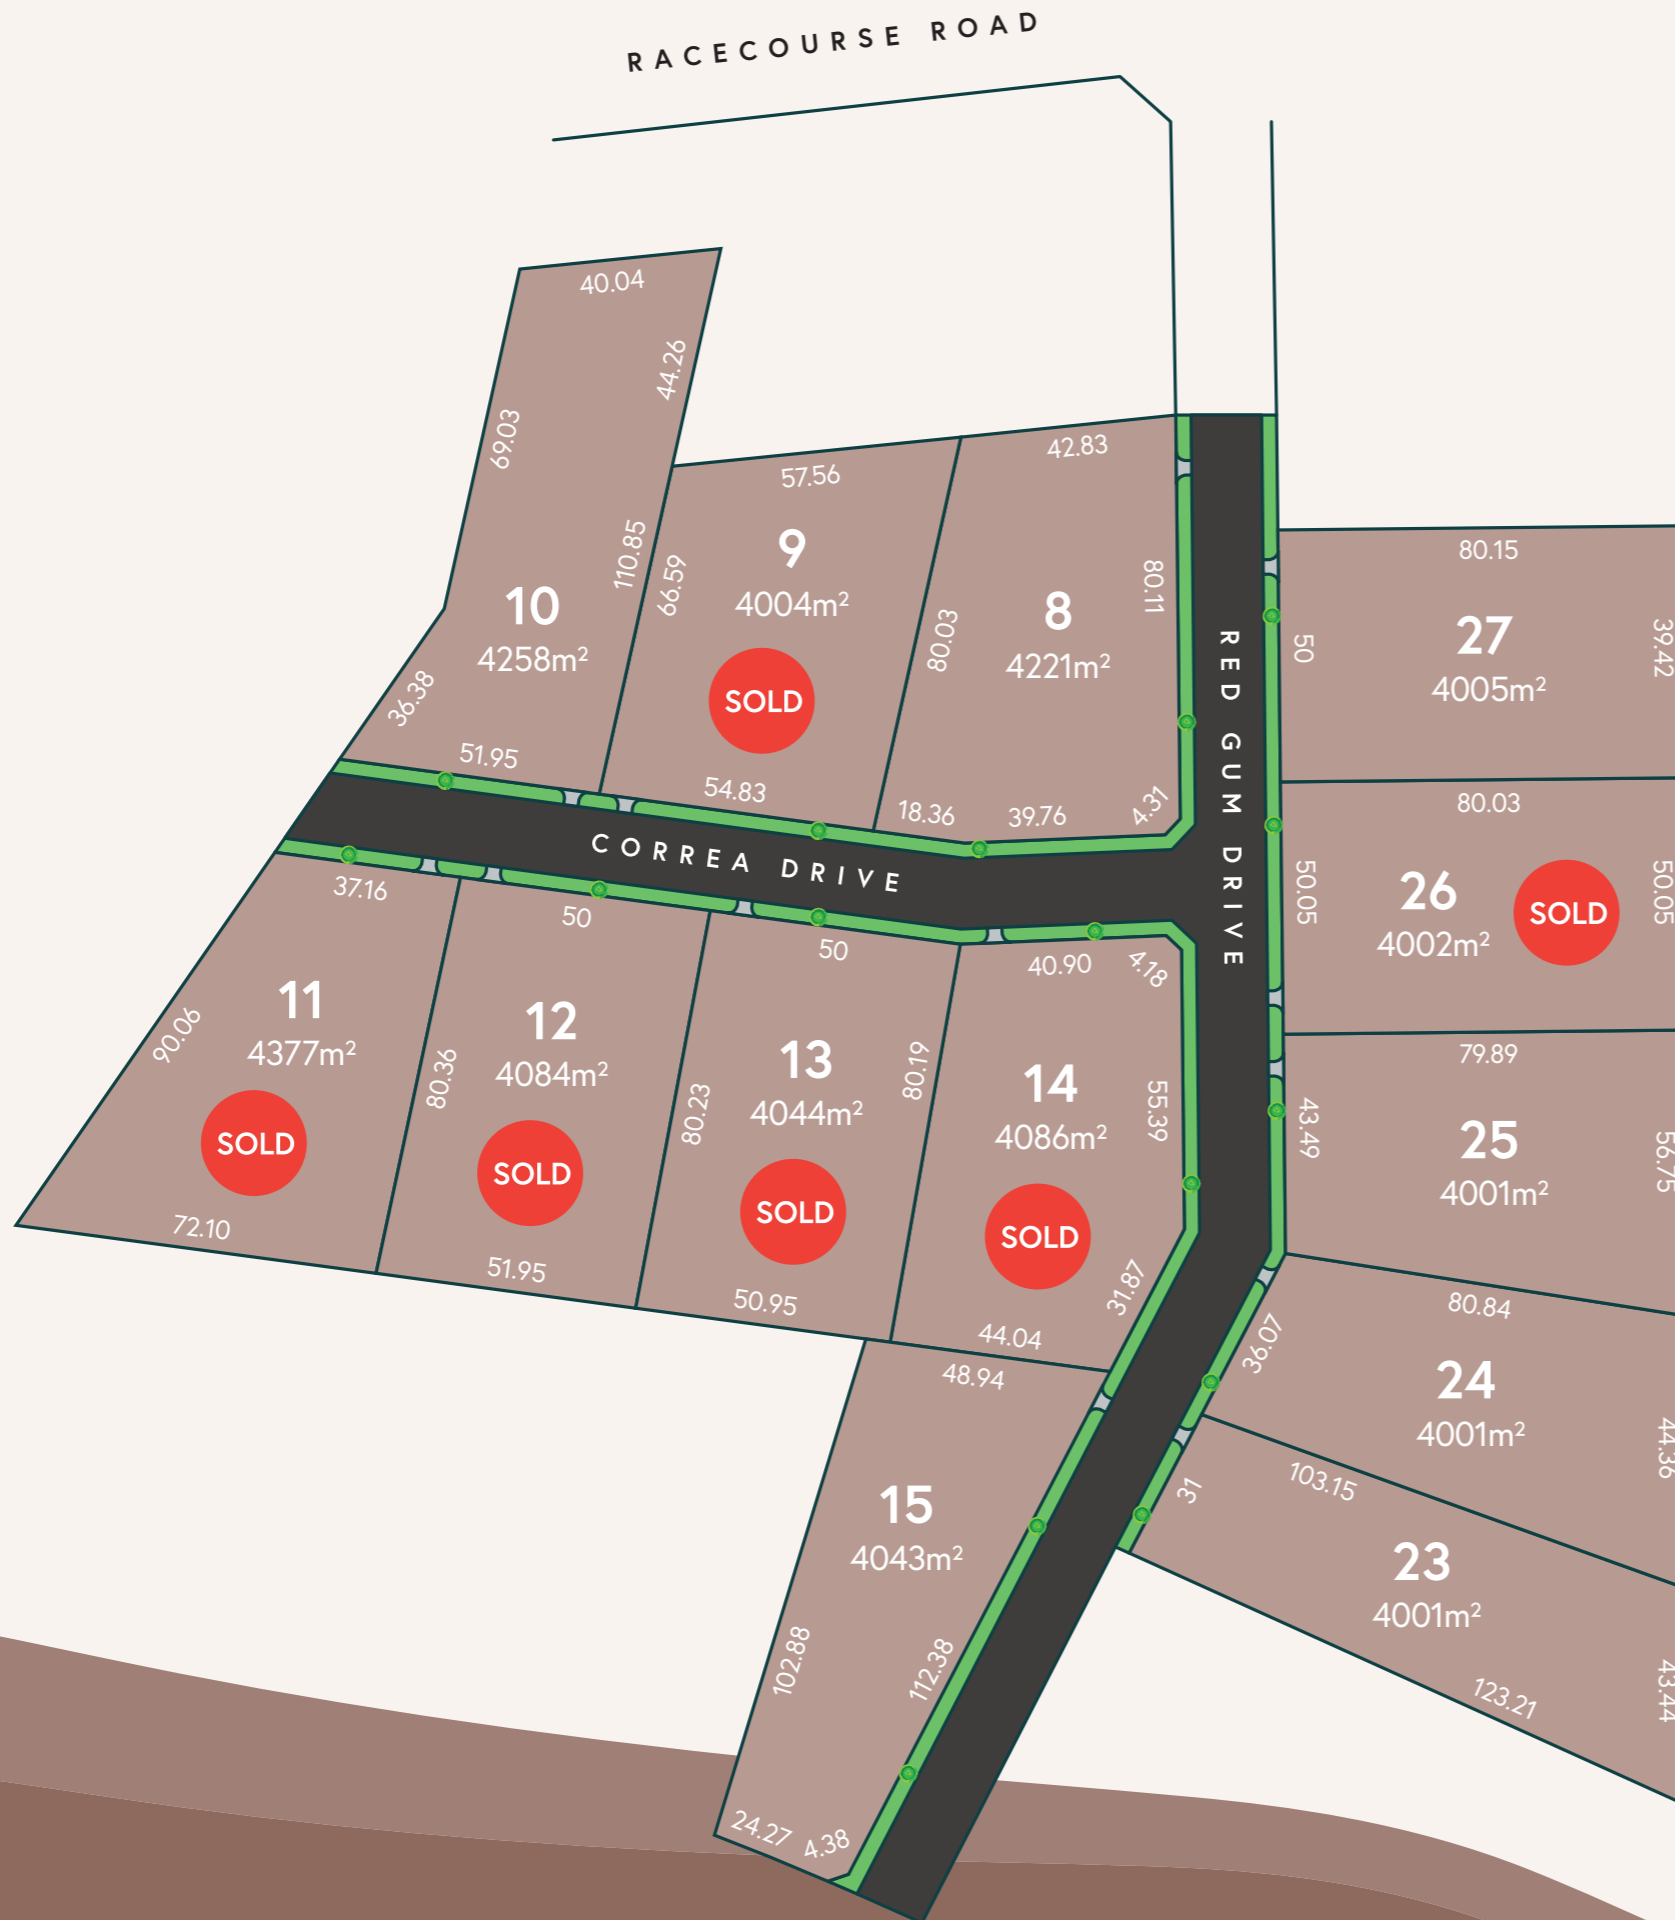 RACECOURSE ROAD
40.04
44.26
69.03
110.85
10
4258m²
36.38
51.95
57.56
9
4004m²
66.59
SOLD
54.83
42.83
80.11
8
4221m²
80.03
18.36
39.76
4.31
RED GUM DRIVE
CORREA DRIVE
80.15
27
4005m²
50
39.42
80.03
26
4002m²
50.05
50.05
SOLD
79.89
25
4001m²
43.49
56.75
37.16
11
4377m²
90.06
SOLD
72.10
50
12
4084m²
80.36
SOLD
51.95
50
13
4044m²
80.23
80.19
SOLD
50.95
40.90
4.18
14
4086m²
55.39
SOLD
31.87
44.04
80.84
36.07
24
4001m²
44.36
103.15
31
23
4001m²
43.44
123.21
48.94
15
4043m²
102.88
112.38
24.27
4.38